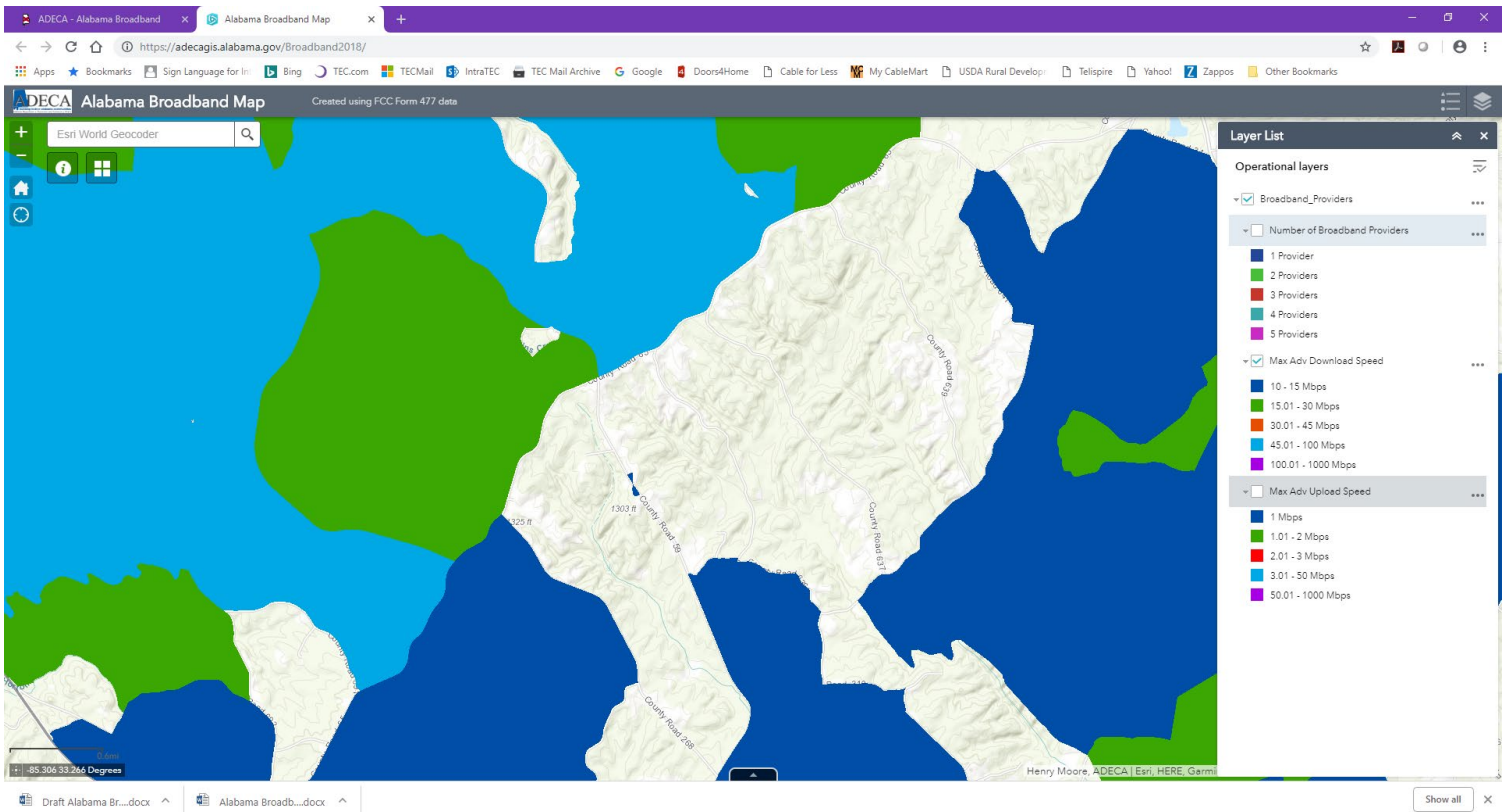 ADECA - Alabama Broadband
Alabama Broadband Map
https://adecagis.alabama.gov/Broadband2018/
Apps Bookmarks Sign Language for In Bing TEC.com TECMail IntraTEC TEC Mail Archive Google Doors4Home Cable for Less My CableMart USDA Rural Develop Telispire Yahoo! Zappos Other Bookmarks
ADECA Alabama Broadband Map Created using FCC Form 477 data
Esri World Geocoder
Layer List
Operational layers
Broadband_Providers
Number of Broadband Providers
1 Provider
2 Providers
3 Providers
4 Providers
5 Providers
Max Adv Download Speed
10 - 15 Mbps
15.01 - 30 Mbps
30.01 - 45 Mbps
45.01 - 100 Mbps
100.01 - 1000 Mbps
Max Adv Upload Speed
1 Mbps
1.01 - 2 Mbps
2.01 - 3 Mbps
3.01 - 50 Mbps
50.01 - 1000 Mbps
County Road 639
1303 ft
1325 ft
County Road 59
County Road 637
County Road 268
0.6mi
-85.306 33.266 Degrees
Henry Moore, ADECA | Esri, HERE, Garmi
Draft Alabama Br....docx
Alabama Broadb....docx
Show all